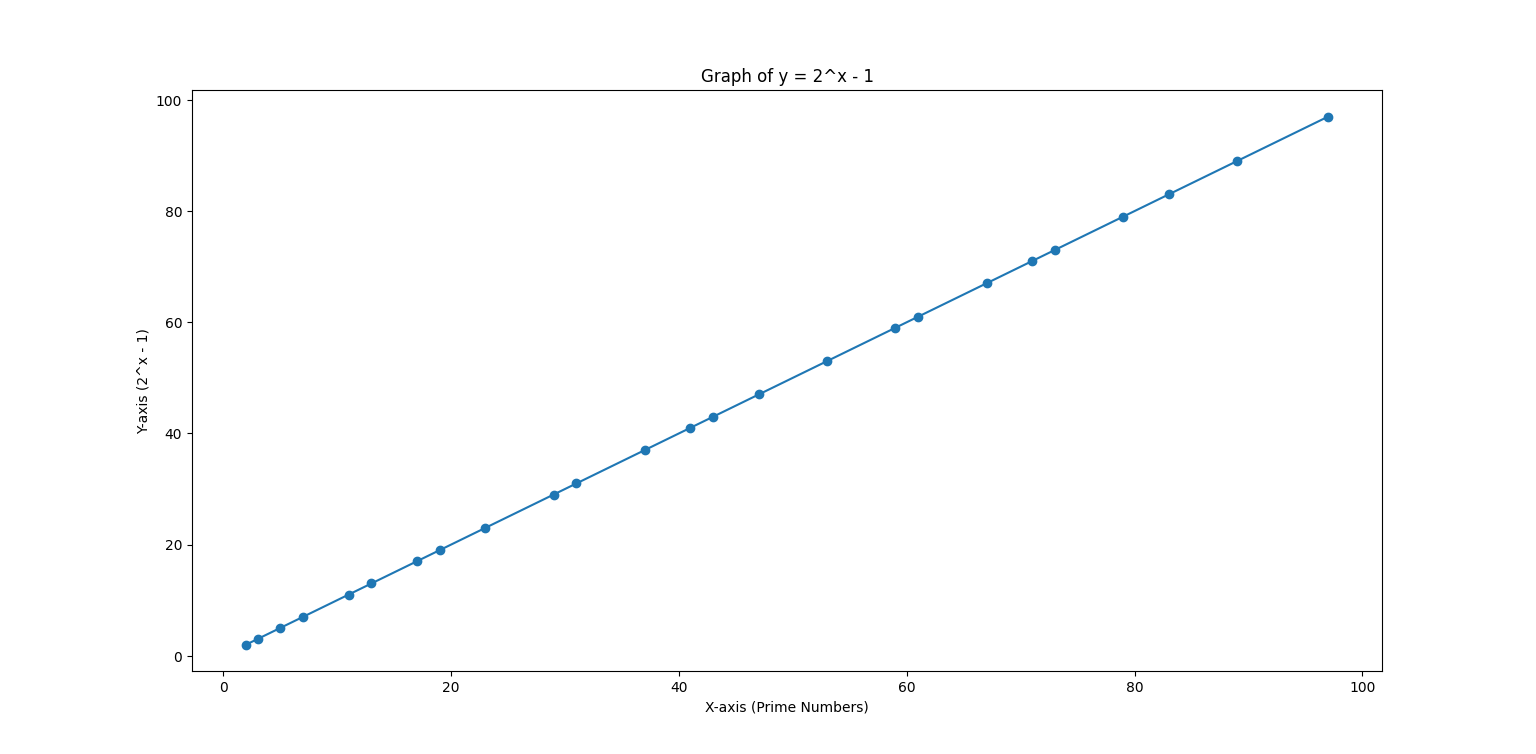 Graph of y = 2^x - 1
100
80
60
40
20
0
Y-axis (2^x - 1)
0 20 40 60 80 100
X-axis (Prime Numbers)